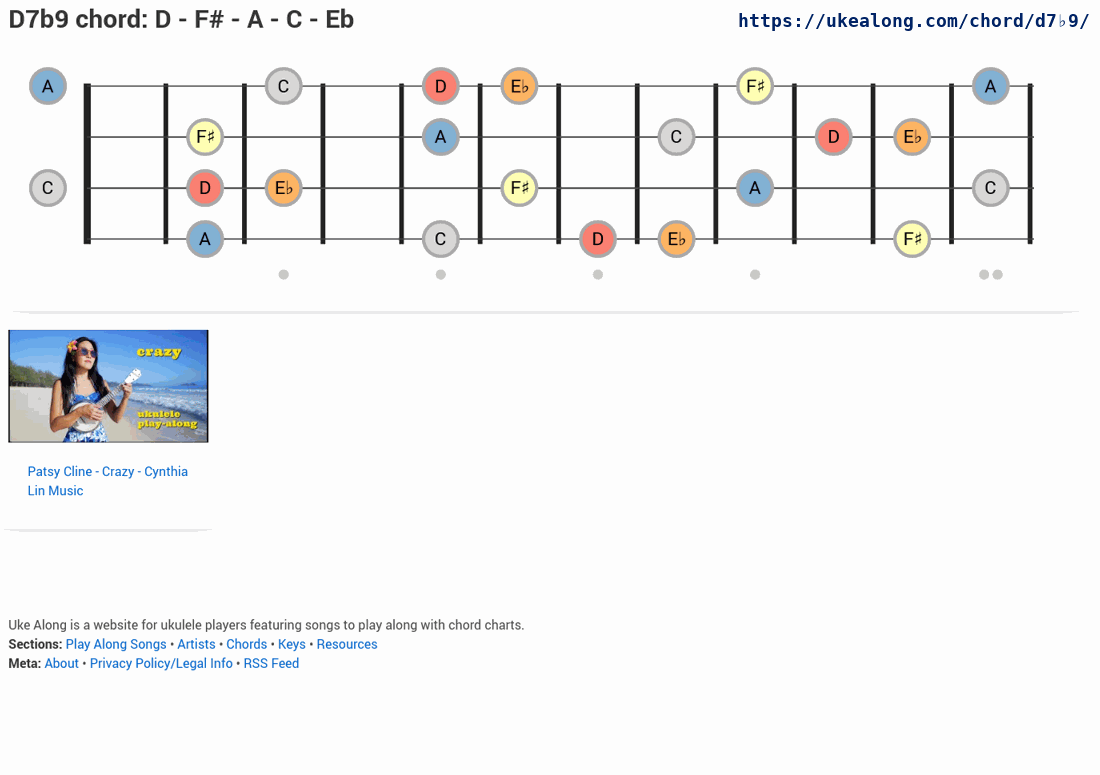 D7b9 chord: D - F# - A - C - Eb
https://ukealong.com/chord/d7♭9/
A C D E♭ F♯ A
F♯ A C D E♭
C D E♭ F♯ A C
A C D E♭ F♯
crazy
ukulele
play-along
Patsy Cline - Crazy - Cynthia
Lin Music
Uke Along is a website for ukulele players featuring songs to play along with chord charts.
Sections: Play Along Songs • Artists • Chords • Keys • Resources
Meta: About • Privacy Policy/Legal Info • RSS Feed